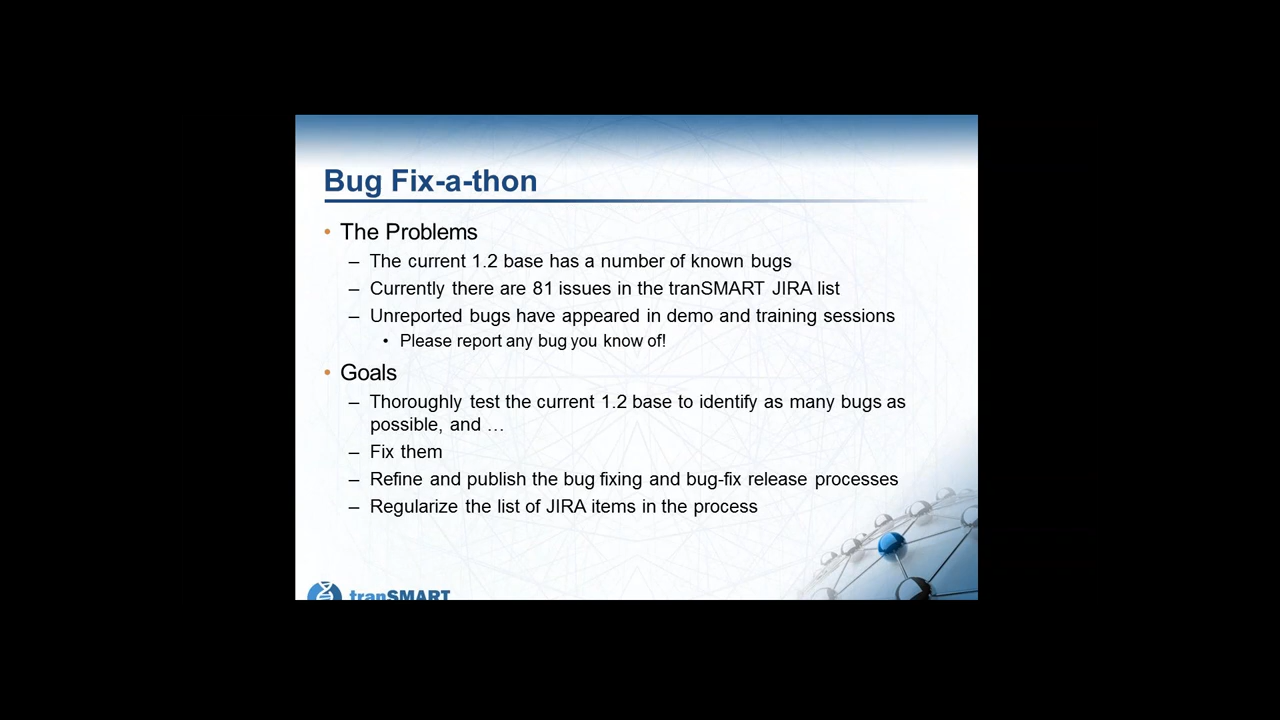 Bug Fix-a-thon
• The Problems
– The current 1.2 base has a number of known bugs
– Currently there are 81 issues in the tranSMART JIRA list
– Unreported bugs have appeared in demo and training sessions
• Please report any bug you know of!
• Goals
– Thoroughly test the current 1.2 base to identify as many bugs as
possible, and …
– Fix them
– Refine and publish the bug fixing and bug-fix release processes
– Regularize the list of JIRA items in the process
tranSMART